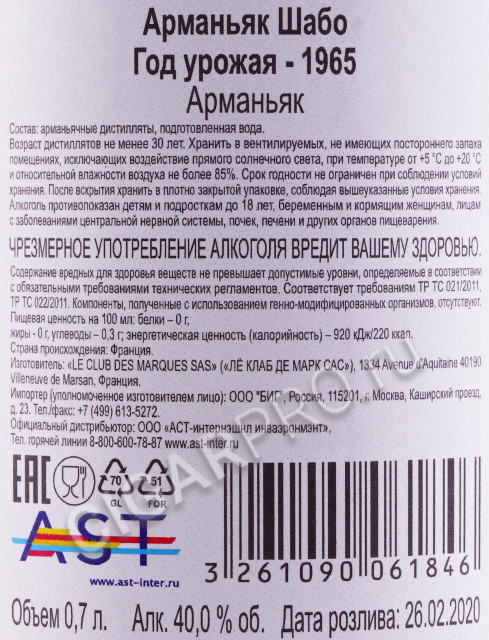 Арманьяк Шабо
Год урожая - 1965
Арманьяк
Состав: арманьячные дистилляты, подготовленная вода.
Возраст дистиллятов не менее 30 лет. Хранить в вентилируемых, не имеющих постороннего запаха
помещениях, исключающих воздействие прямого солнечного света, при температуре от +5 °С до +20 °С
и относительной влажности воздуха не более 85%. Срок годности не ограничен при соблюдении условий
хранения. После вскрытия хранить в плотно закрытой упаковке, соблюдая вышеуказанные условия хранения.
Алкоголь противопоказан детям и подросткам до 18 лет, беременным и кормящим женщинам, лицам
с заболеваниями центральной нервной системы, почек, печени и других органов пищеварения.
ЧРЕЗМЕРНОЕ УПОТРЕБЛЕНИЕ АЛКОГОЛЯ ВРЕДИТ ВАШЕМУ ЗДОРОВЬЮ.
Содержание вредных для здоровья веществ не превышает допустимые уровни, определяемые в соответствии
с обязательными требованиями технических регламентов. Соответствует требованиям ТР ТС 021/2011,
ТР ТС 022/2011. Компоненты, полученные с использованием генно-модифицированных организмов, отсутствуют.
Пищевая ценность на 100 мл: белки – 0 г,
жиры - 0 г, углеводы – 0,3 г; энергетическая ценность (калорийность) – 920 кДж/220 ккал.
Страна происхождения: Франция.
Изготовитель: «LE CLUB DES MARQUES SAS» («ЛЁ КЛАБ ДЕ МАРК САС»), 1334 Avenue d'Aquitaine 40190
Villeneuve de Marsan, Франция.
Импортер (уполномоченное изготовителем лицо): ООО "БИГ", Россия, 115201, г. Москва, Каширский проезд,
д. 23. Тел./факс: +7 (499) 613-5272.
Официальный дистрибьютор: ООО «АСТ-интернэшнл инваэронмэнт».
Тел. горячей линии 8-800-600-78-87 www.ast-inter.ru
EAC 70 51
GL FOR
AST
www.ast-inter.ru
3 261090 061846
Объем 0,7 л. Алк. 40,0 % об. Дата розлива: 26.02.2020
CIGARPRO.ru